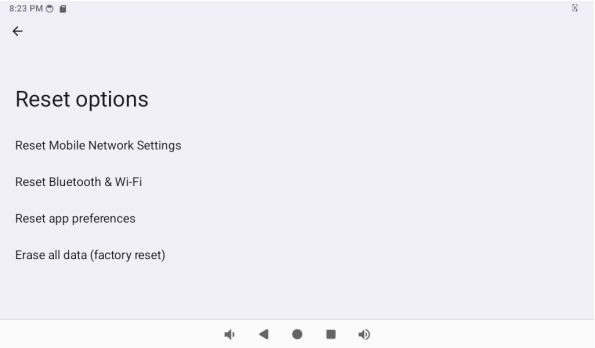 8:23 PM
Reset options
Reset Mobile Network Settings
Reset Bluetooth & Wi-Fi
Reset app preferences
Erase all data (factory reset)